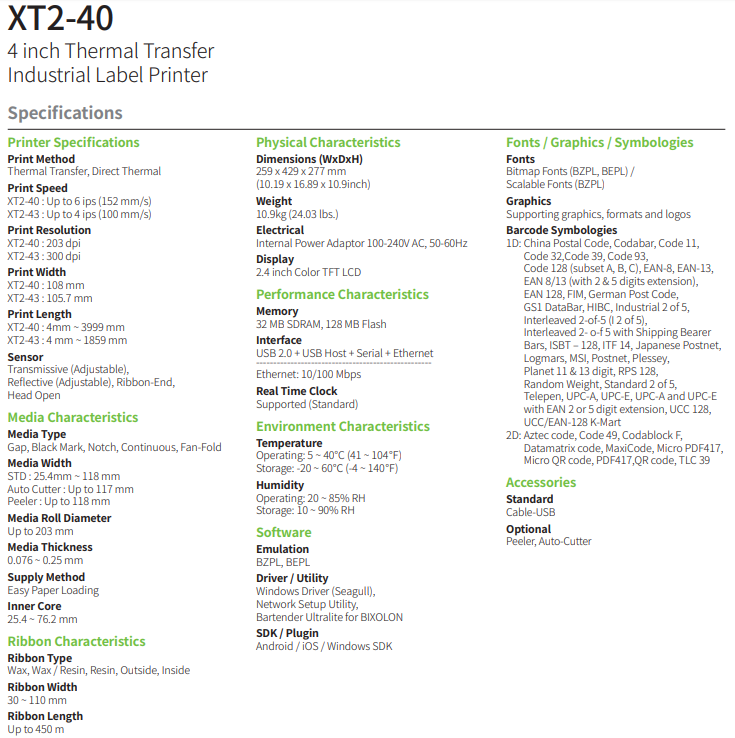 XT2-40
4 inch Thermal Transfer
Industrial Label Printer
Specifications
Printer Specifications
Print Method
Thermal Transfer, Direct Thermal
Print Speed
XT2-40 : Up to 6 ips (152 mm/s)
XT2-43 : Up to 4 ips (100 mm/s)
Print Resolution
XT2-40 : 203 dpi
XT2-43 : 300 dpi
Print Width
XT2-40 : 108 mm
XT2-43 : 105.7 mm
Print Length
XT2-40 : 4mm ~ 3999 mm
XT2-43 : 4 mm ~ 1859 mm
Sensor
Transmissive (Adjustable),
Reflective (Adjustable), Ribbon-End,
Head Open
Media Characteristics
Media Type
Gap, Black Mark, Notch, Continuous, Fan-Fold
Media Width
STD : 25.4mm ~ 118 mm
Auto Cutter : Up to 117 mm
Peeler : Up to 118 mm
Media Roll Diameter
Up to 203 mm
Media Thickness
0.076 ~ 0.25 mm
Supply Method
Easy Paper Loading
Inner Core
25.4 ~ 76.2 mm
Ribbon Characteristics
Ribbon Type
Wax, Wax / Resin, Resin, Outside, Inside
Ribbon Width
30 ~ 110 mm
Ribbon Length
Up to 450 m
Physical Characteristics
Dimensions (WxDxH)
259 x 429 x 277 mm
(10.19 x 16.89 x 10.9inch)
Weight
10.9kg (24.03 lbs.)
Electrical
Internal Power Adaptor 100-240V AC, 50-60Hz
Display
2.4 inch Color TFT LCD
Performance Characteristics
Memory
32 MB SDRAM, 128 MB Flash
Interface
USB 2.0 + USB Host + Serial + Ethernet
Ethernet: 10/100 Mbps
Real Time Clock
Supported (Standard)
Environment Characteristics
Temperature
Operating: 5 ~ 40°C (41 ~ 104°F)
Storage: -20 ~ 60°C (-4 ~ 140°F)
Humidity
Operating: 20 ~ 85% RH
Storage: 10 ~ 90% RH
Software
Emulation
BZPL, BEPL
Driver / Utility
Windows Driver (Seagull),
Network Setup Utility,
Bartender Ultralite for BIXOLON
SDK / Plugin
Android / iOS / Windows SDK
Fonts / Graphics / Symbologies
Fonts
Bitmap Fonts (BZPL, BEPL) /
Scalable Fonts (BZPL)
Graphics
Supporting graphics, formats and logos
Barcode Symbologies
1D: China Postal Code, Codabar, Code 11,
Code 32,Code 39, Code 93,
Code 128 (subset A, B, C), EAN-8, EAN-13,
EAN 8/13 (with 2 & 5 digits extension),
EAN 128, FIM, German Post Code,
GS1 DataBar, HIBC, Industrial 2 of 5,
Interleaved 2-of-5 (I 2 of 5),
Interleaved 2- o-f 5 with Shipping Bearer
Bars, ISBT – 128, ITF 14, Japanese Postnet,
Logmars, MSI, Postnet, Plessey,
Planet 11 & 13 digit, RPS 128,
Random Weight, Standard 2 of 5,
Telepen, UPC-A, UPC-E, UPC-A and UPC-E
with EAN 2 or 5 digit extension, UCC 128,
UCC/EAN-128 K-Mart
2D: Aztec code, Code 49, Codablock F,
Datamatrix code, MaxiCode, Micro PDF417,
Micro QR code, PDF417,QR code, TLC 39
Accessories
Standard
Cable-USB
Optional
Peeler, Auto-Cutter